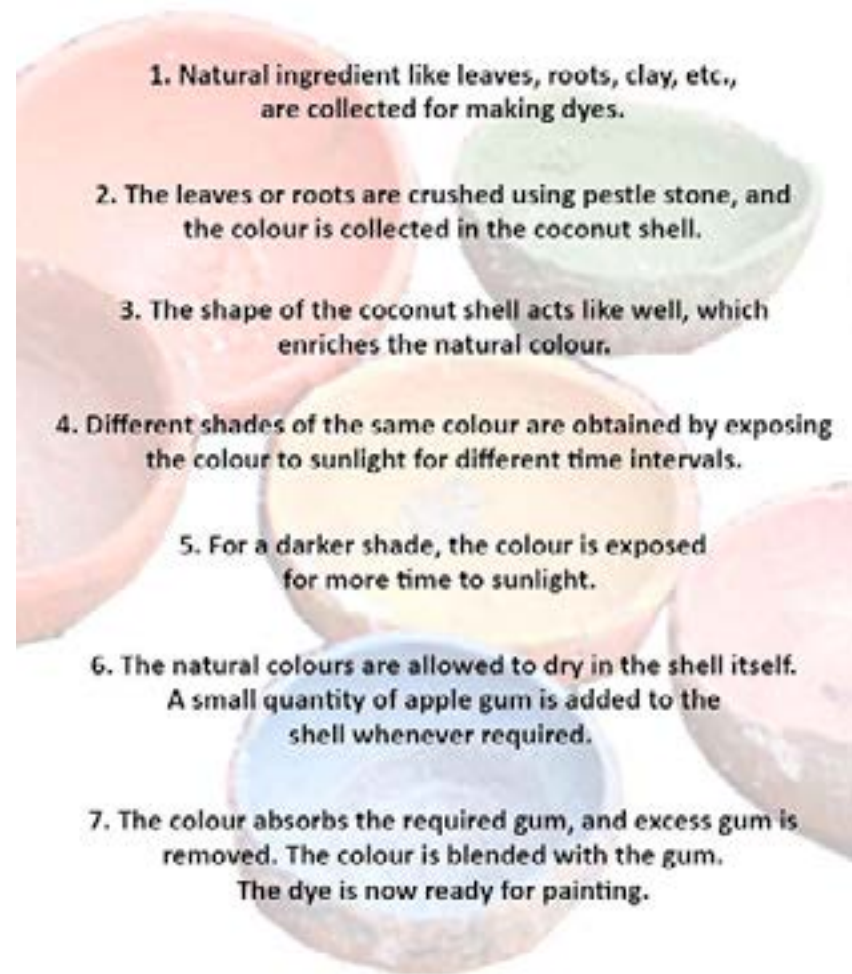 1. Natural ingredient like leaves, roots, clay, etc.,
are collected for making dyes.
2. The leaves or roots are crushed using pestle stone, and
the colour is collected in the coconut shell.
3. The shape of the coconut shell acts like well, which
enriches the natural colour.
4. Different shades of the same colour are obtained by exposing
the colour to sunlight for different time intervals.
5. For a darker shade, the colour is exposed
for more time to sunlight.
6. The natural colours are allowed to dry in the shell itself.
A small quantity of apple gum is added to the
shell whenever required.
7. The colour absorbs the required gum, and excess gum is
removed. The colour is blended with the gum.
The dye is now ready for painting.